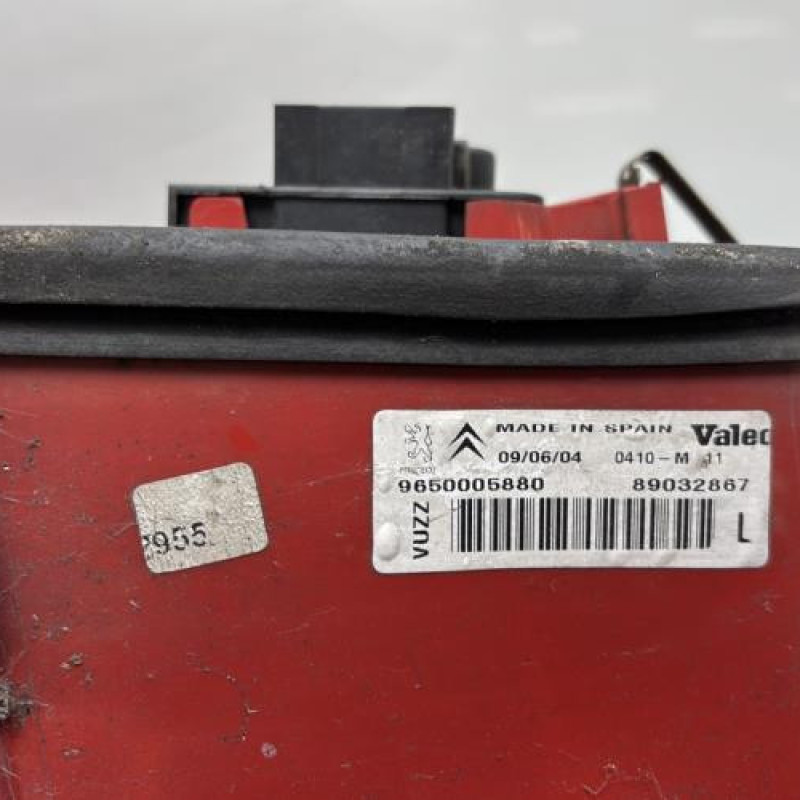 MADE IN SPAIN Valeo
09/06/04 0410-M 11
9650005880 89032867
VUZZ
L
955